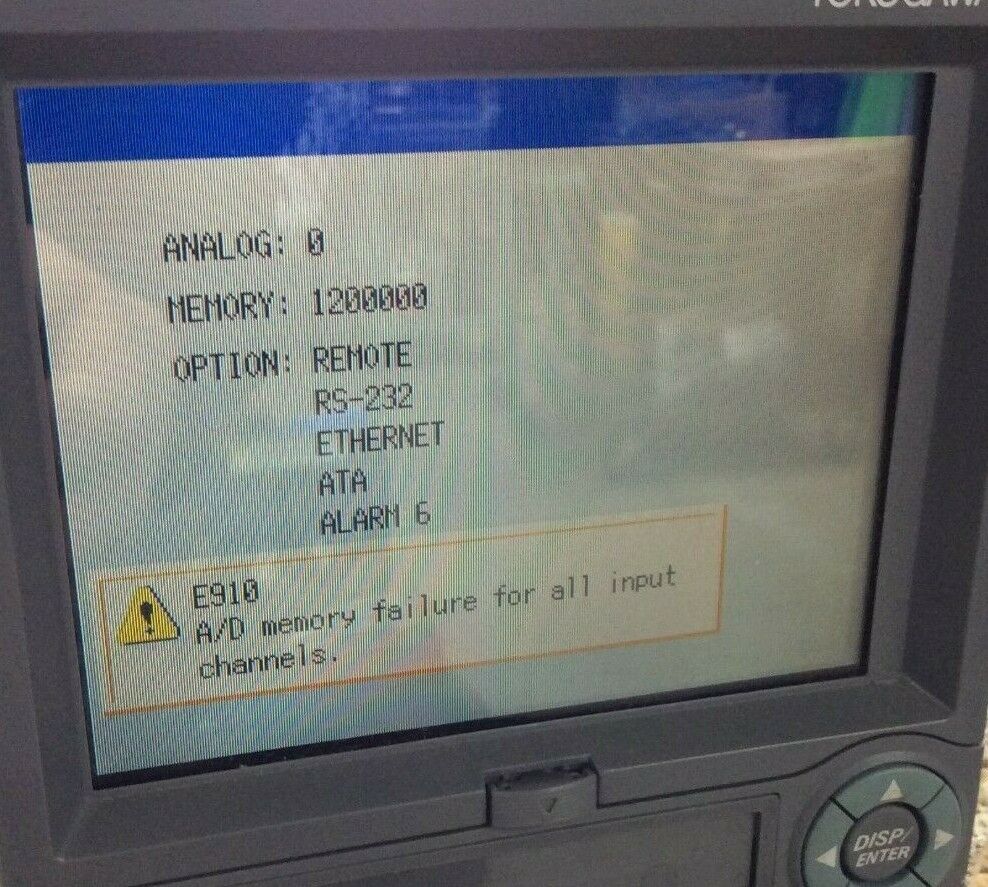 YOKOGAWA
ANALOG: 0
MEMORY: 1200000
OPTION: REMOTE
RS-232
ETHERNET
ATA
ALARM 6
E910
A/D memory failure for all input
channels.
DISP/
ENTER